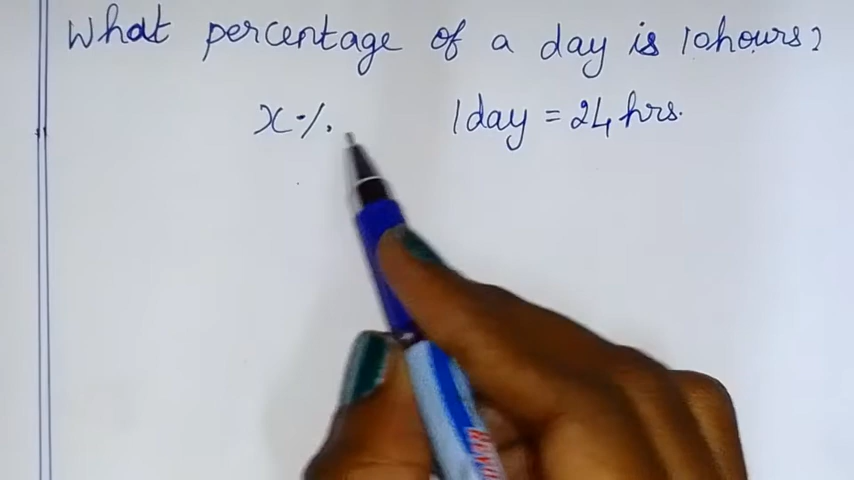 What percentage of a day is 10hours?
x% 1day = 24 hrs.